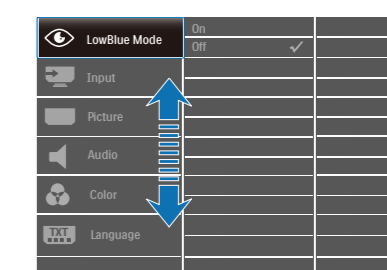 LowBlue Mode
On
Off
Input
Picture
Audio
Color
TXT
Language